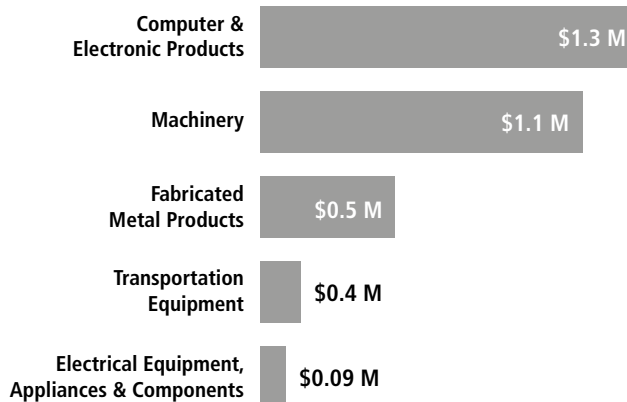 Computer &
Electronic Products
$1.3 M
Machinery
$1.1 M
Fabricated
Metal Products
$0.5 M
Transportation
Equipment
$0.4 M
Electrical Equipment,
Appliances & Components
$0.09 M